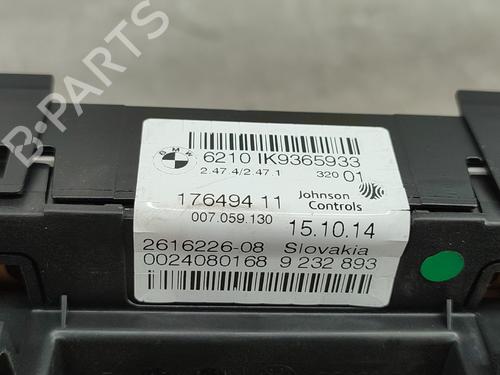 BMW
6210 IK9365933
2.47.4/2.47.1 320 01
176494 11 Johnson Controls
007.059.130 15.10.14
2616226-08 Slovakia
0024080168 9 232 893
B-PARTS